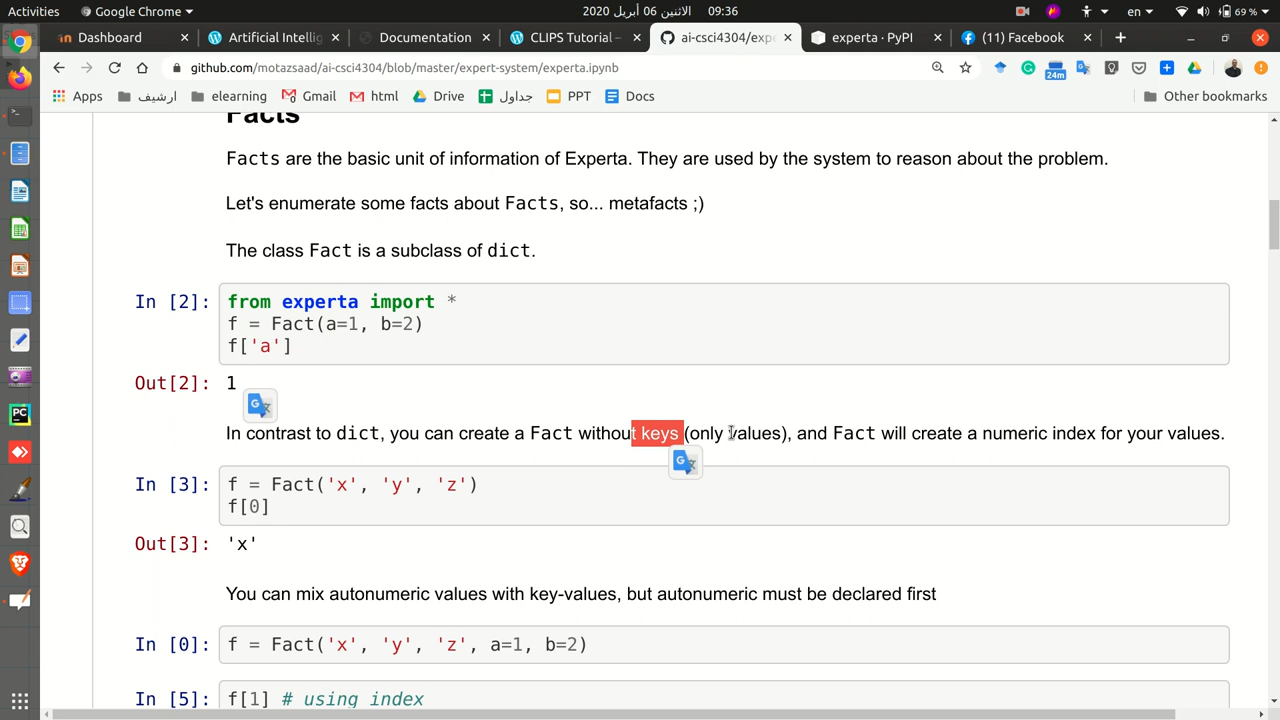 Activities Google Chrome الاثنين 06 أبريل 2020 09:36 en 69 %
Dashboard Artificial Intelli Documentation CLIPS Tutorial – ai-csci4304/expe experta · PyPI (11) Facebook
github.com/motazsaad/ai-csci4304/blob/master/expert-system/experta.ipynb 24m
Apps ارشيف elearning Gmail html Drive جداول PPT Docs Other bookmarks
Facts
Facts are the basic unit of information of Experta. They are used by the system to reason about the problem.
Let's enumerate some facts about Facts, so... metafacts ;)
The class Fact is a subclass of dict.
In [2]: from experta import *
f = Fact(a=1, b=2)
f['a']
Out[2]: 1
In contrast to dict, you can create a Fact without keys (only values), and Fact will create a numeric index for your values.
In [3]: f = Fact('x', 'y', 'z')
f[0]
Out[3]: 'x'
You can mix autonumeric values with key-values, but autonumeric must be declared first
In [0]: f = Fact('x', 'y', 'z', a=1, b=2)
In [5]: f[1] # using index